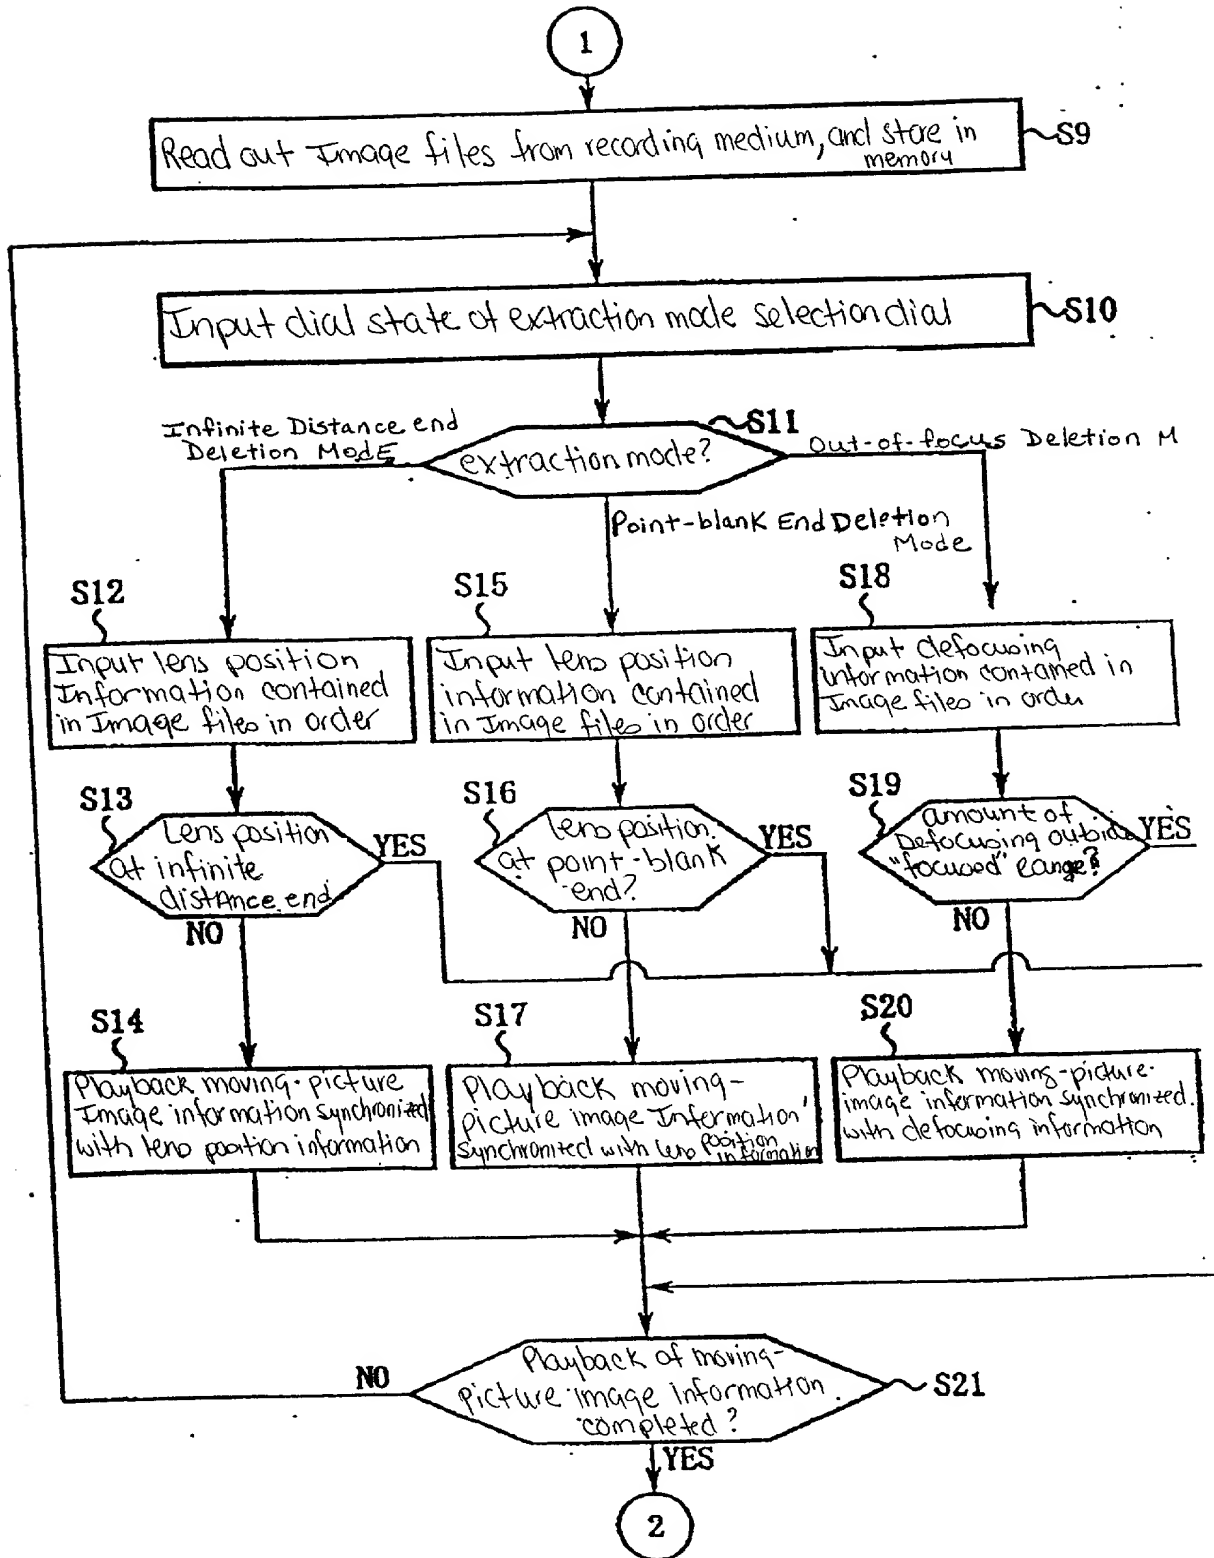 1
Read out Image files from recording medium, and store in
memory
S9
Input dial state of extraction mode selection dial
S10
S11
Infinite Distance end
Deletion Mode
extraction mode?
Out-of-focus Deletion M
Point-blank End Deletion
Mode
S12
Input lens position
Information contained
in Image files in order
S15
Input lens position
information contained
in Image files in order
S18
Input defocusing
information contained in
Image files in order
S13
Lens position
at infinite
distance end
YES
NO
S16
lens position
at point-blank
end?
YES
NO
S19
amount of
Defocusing outside
"focused" range?
YES
NO
S14
Playback moving-picture
Image information synchronized
with lens position information
S17
Playback moving-
picture image Information
synchronized with lens position
information
S20
Playback moving-picture
image information synchronized
with defocusing information
Playback of moving-
picture image information
completed?
S21
NO
YES
2